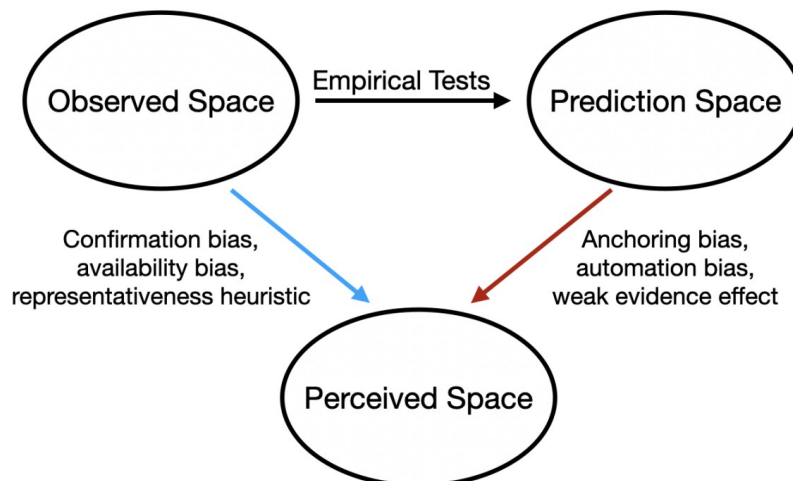 Observed Space
Empirical Tests
Prediction Space
Confirmation bias,
availability bias,
representativeness heuristic
Anchoring bias,
automation bias,
weak evidence effect
Perceived Space